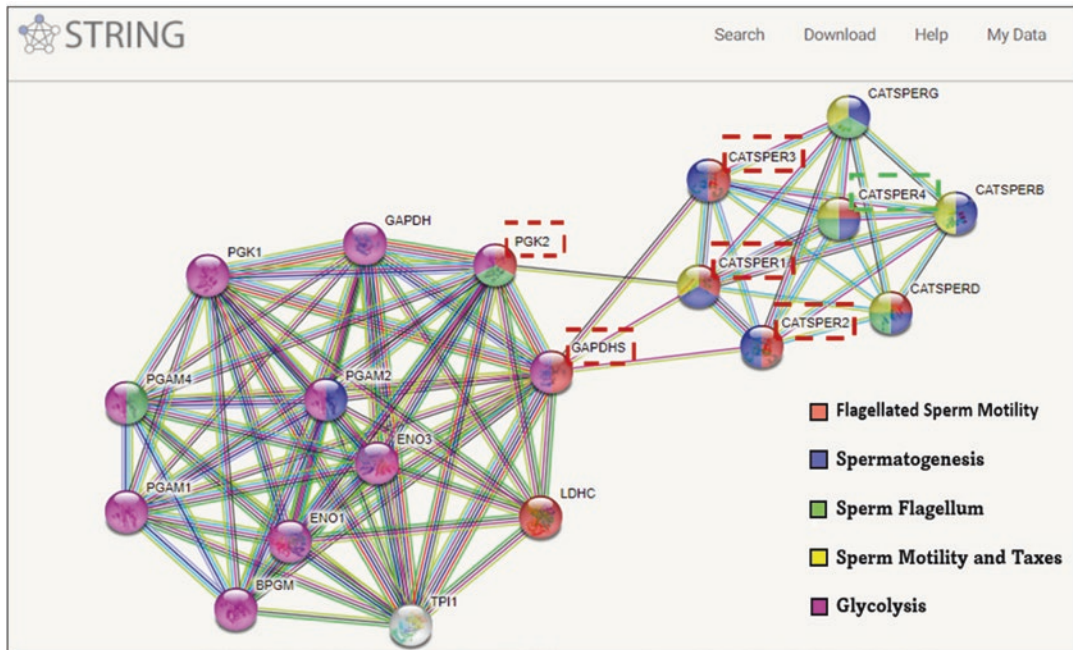 STRING
Search Download Help My Data
CATSPERG
CATSPER3
CATSPER4
CATSPERB
GAPDH
PGK2
PGK1
CATSPER1
CATSPERD
CATSPER2
GAPDHS
PGAM4
PGAM2
Flagellated Sperm Motility
ENO3
Spermatogenesis
PGAM1
LDHC
Sperm Flagellum
ENO1
Sperm Motility and Taxes
BPGM
TPI1
Glycolysis